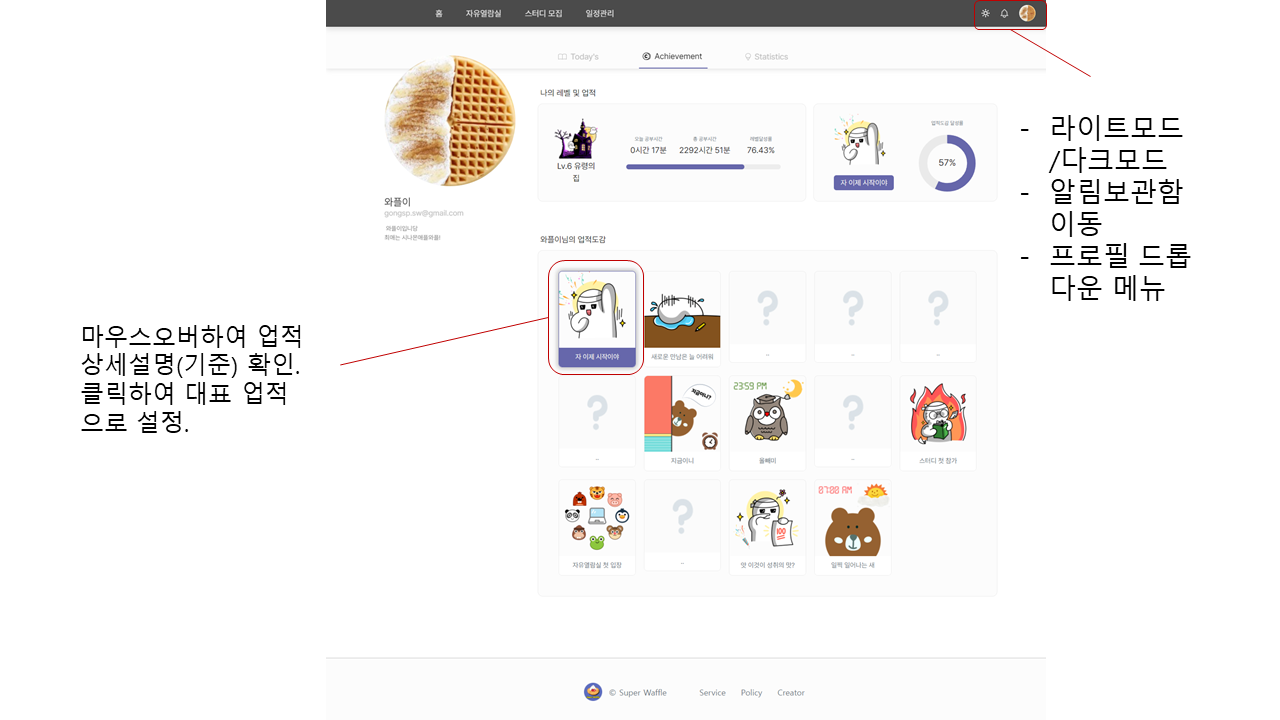 홈 자유열람실 스터디 모집 일정관리
Today's Achievement Statistics
나의 레벨 및 업적
오늘 공부시간 총 공부시간 레벨달성률
0시간 17분 2292시간 51분 76.43%
Lv.6 유령의
집
업적도감 달성률
57%
자 이제 시작이야
와플이
gongsp.sw@gmail.com
와플이입니당
최애는 시나몬애플와플!
와플이님의 업적도감
자 이제 시작이야
새로운 만남은 늘 어려워
--
--
--
--
지금이니?
지금이니
23:59 PM
올빼미
--
스터디 첫 참가
자유열람실 첫 입장
--
100
앗 이것이 성취의 맛?
07:00 AM
일찍 일어나는 새
© Super Waffle Service Policy Creator
- 라이트모드
/다크모드
- 알림보관함
이동
- 프로필 드롭
다운 메뉴
마우스오버하여 업적
상세설명(기준) 확인.
클릭하여 대표 업적
으로 설정.